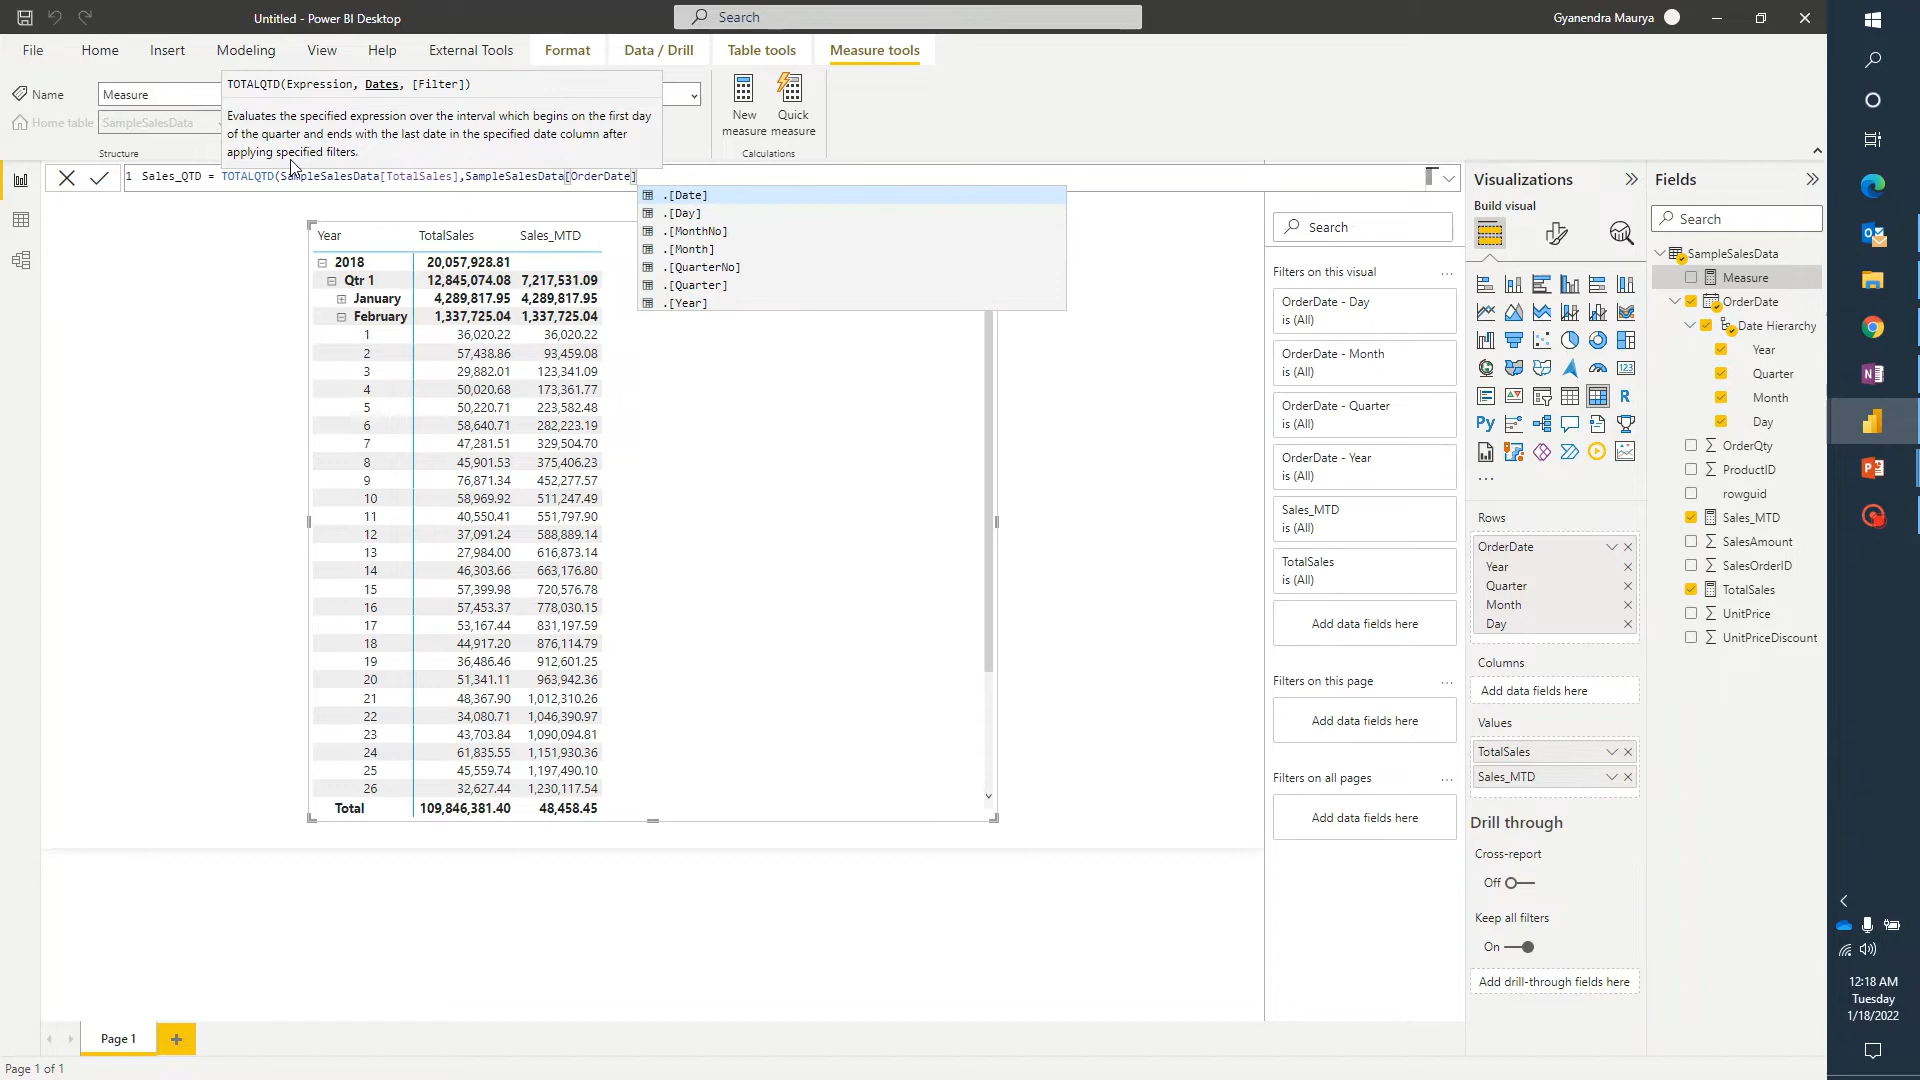 Untitled - Power BI Desktop
Search
Gyanendra Maurya
File
Home
Insert
Modeling
View
Help
External Tools
Format
Data / Drill
Table tools
Measure tools
Name
Measure
Home table
SampleSalesData
Structure
TOTALQTD(Expression, Dates, [Filter])
Evaluates the specified expression over the interval which begins on the first day
of the quarter and ends with the last date in the specified date column after
applying specified filters.
New
measure
Quick
measure
Calculations
1 Sales_QTD = TOTALQTD(SampleSalesData[TotalSales],SampleSalesData[OrderDate]
.[Date]
.[Day]
.[MonthNo]
.[Month]
.[QuarterNo]
.[Quarter]
.[Year]
Year TotalSales Sales_MTD
2018 20,057,928.81
Qtr 1 12,845,074.08 7,217,531.09
January 4,289,817.95 4,289,817.95
February 1,337,725.04 1,337,725.04
1 36,020.22 36,020.22
2 57,438.86 93,459.08
3 29,882.01 123,341.09
4 50,020.68 173,361.77
5 50,220.71 223,582.48
6 58,640.71 282,223.19
7 47,281.51 329,504.70
8 45,901.53 375,406.23
9 76,871.34 452,277.57
10 58,969.92 511,247.49
11 40,550.41 551,797.90
12 37,091.24 588,889.14
13 27,984.00 616,873.14
14 46,303.66 663,176.80
15 57,399.98 720,576.78
16 57,453.37 778,030.15
17 53,167.44 831,197.59
18 44,917.20 876,114.79
19 36,486.46 912,601.25
20 51,341.11 963,942.36
21 48,367.90 1,012,310.26
22 34,080.71 1,046,390.97
23 43,703.84 1,090,094.81
24 61,835.55 1,151,930.36
25 45,559.74 1,197,490.10
26 32,627.44 1,230,117.54
Total 109,846,381.40 48,458.45
Search
Filters on this visual
OrderDate - Day
is (All)
OrderDate - Month
is (All)
OrderDate - Quarter
is (All)
OrderDate - Year
is (All)
Sales_MTD
is (All)
TotalSales
is (All)
Add data fields here
Filters on this page
Add data fields here
Filters on all pages
Add data fields here
Visualizations
Build visual
R
Py
123
Rows
OrderDate
Year
Quarter
Month
Day
Columns
Add data fields here
Values
TotalSales
Sales_MTD
Drill through
Cross-report
Off
Keep all filters
On
Add drill-through fields here
Fields
Search
SampleSalesData
Measure
OrderDate
Date Hierarchy
Year
Quarter
Month
Day
OrderQty
ProductID
rowguid
Sales_MTD
SalesAmount
SalesOrderID
TotalSales
UnitPrice
UnitPriceDiscount
Page 1
Page 1 of 1
12:18 AM
Tuesday
1/18/2022